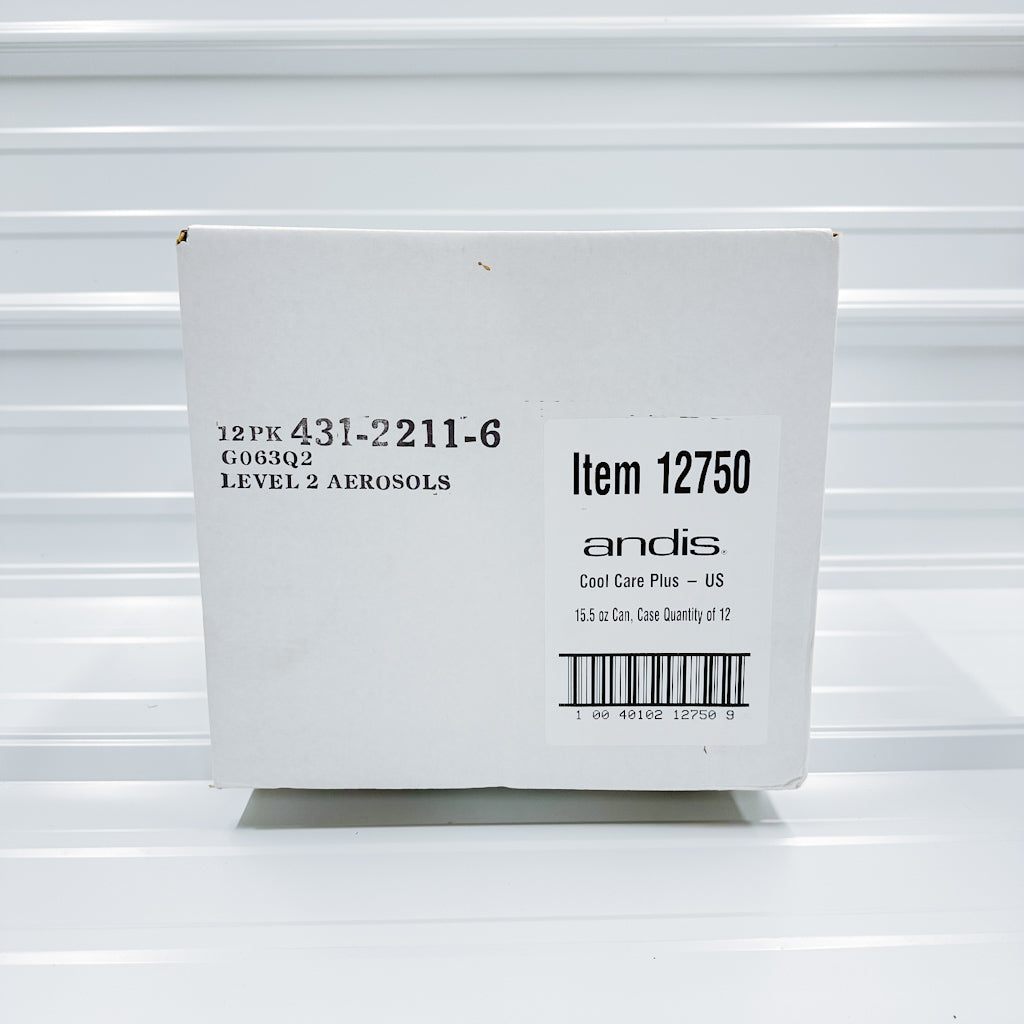 12PK 431-2211-6
G063Q2
LEVEL 2 AEROSOLS
Item 12750
andis®
Cool Care Plus – US
15.5 oz Can, Case Quantity of 12
1 00 40102 12750 9